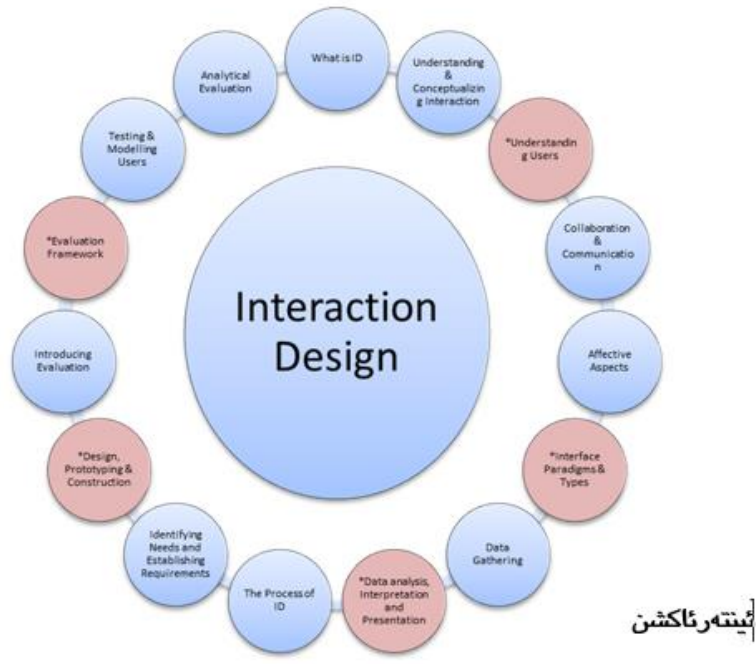 Interaction
Design
What is ID
Understanding
&
Conceptualizin
g Interaction
*Understandin
g Users
Collaboration
&
Communicatio
n
Affective
Aspects
*Interface
Paradigms &
Types
Data
Gathering
*Data analysis,
Interpretation
and
Presentation
The Process of
ID
Identifying
Needs and
Establishing
Requirements
*Design,
Prototyping &
Construction
Introducing
Evaluation
*Evaluation
Framework
Testing &
Modelling
Users
Analytical
Evaluation
ئینتەرئاکشن